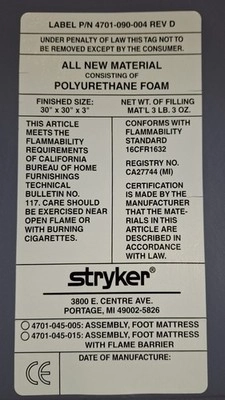 LABEL P/N 4701-090-004 REV D
UNDER PENALTY OF LAW THIS TAG NOT TO
BE REMOVED EXCEPT BY THE CONSUMER.
ALL NEW MATERIAL
CONSISTING OF
POLYURETHANE FOAM
FINISHED SIZE:
30" x 30" x 3"
NET WT. OF FILLING
MAT'L 3 LB. 3 OZ.
THIS ARTICLE
MEETS THE
FLAMMABILITY
REQUIREMENTS
OF CALIFORNIA
BUREAU OF HOME
FURNISHINGS
TECHNICAL
BULLETIN NO.
117. CARE SHOULD
BE EXERCISED NEAR
OPEN FLAME OR
WITH BURNING
CIGARETTES.
CONFORMS WITH
FLAMMABILITY
STANDARD
16CFR1632
REGISTRY NO.
CA27744 (MI)
CERTIFICATION
IS MADE BY THE
MANUFACTURER
THAT THE MATE-
RIALS IN THIS
ARTICLE ARE
DESCRIBED IN
ACCORDANCE
WITH LAW.
stryker®
3800 E. CENTRE AVE.
PORTAGE, MI 49002-5826
4701-045-005: ASSEMBLY, FOOT MATTRESS
4701-045-015: ASSEMBLY, FOOT MATTRESS
WITH FLAME BARRIER
CE
DATE OF MANUFACTURE: